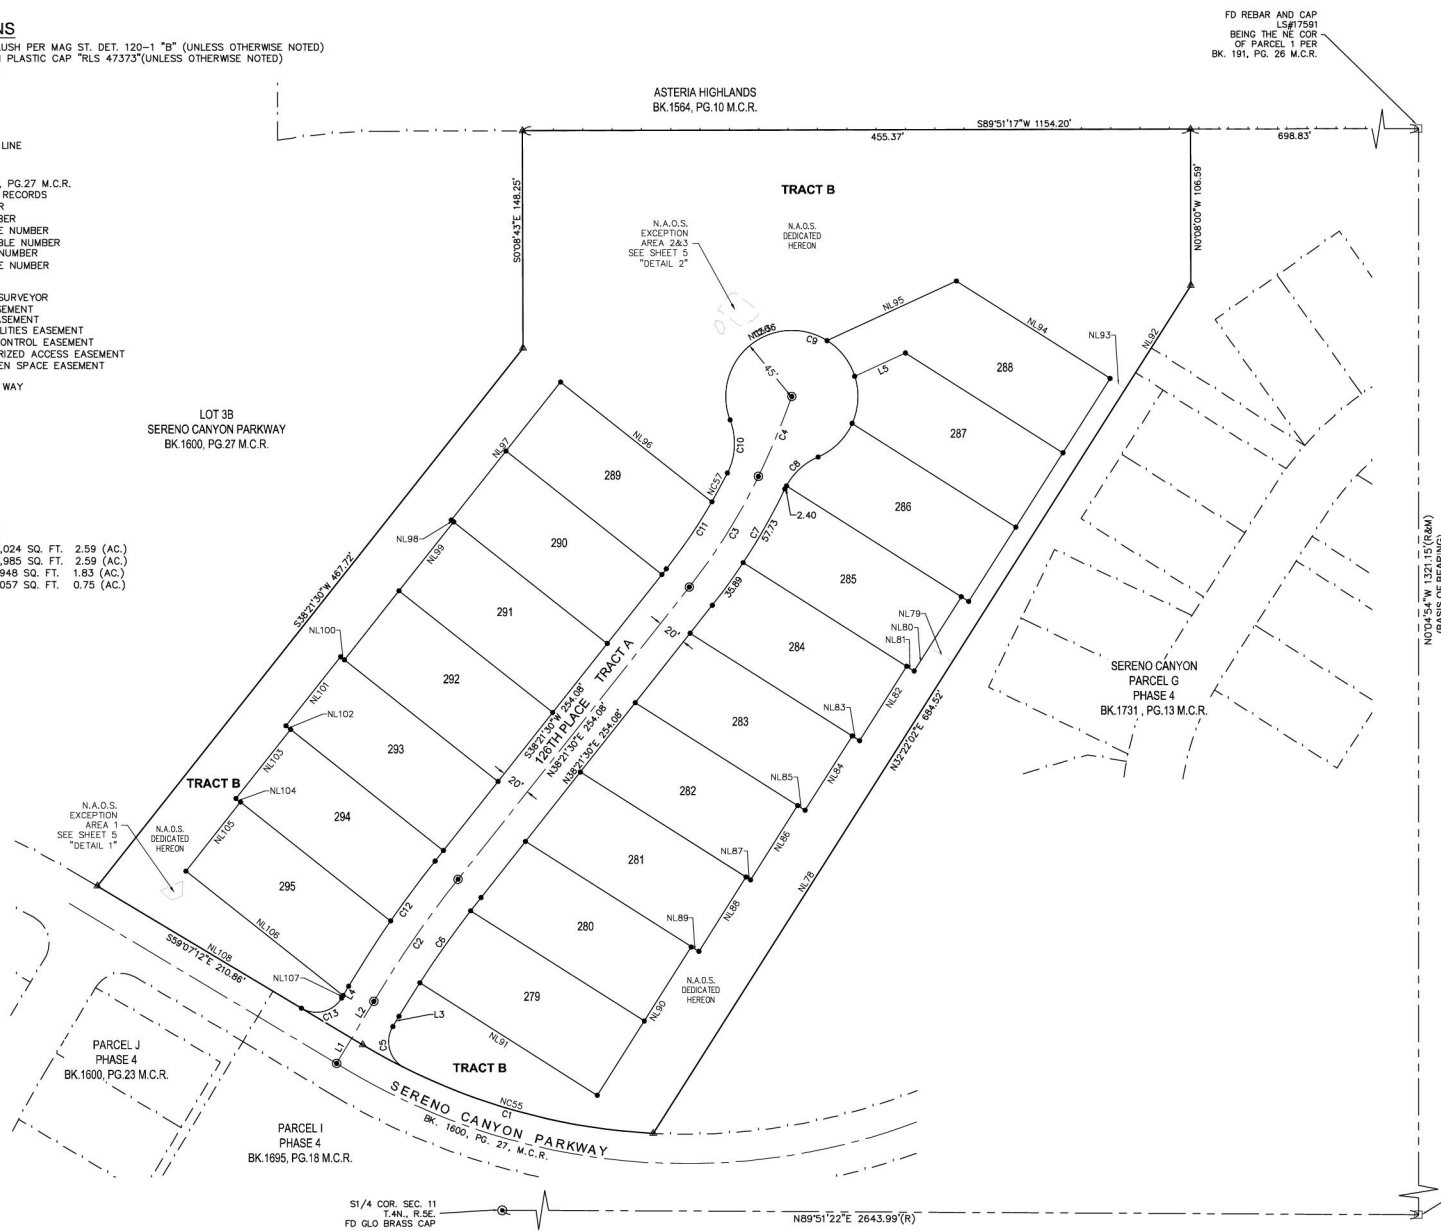 NS
USH PER MAG ST. DET. 120-1 "B" (UNLESS OTHERWISE NOTED)
PLASTIC CAP "RLS 47373"(UNLESS OTHERWISE NOTED)
FD REBAR AND CAP
LS#17591
BEING THE NE COR
OF PARCEL 1 PER
BK. 191, PG. 26 M.C.R.
ASTERIA HIGHLANDS
BK.1564, PG.10 M.C.R.
S89°51'17"W 1154.20'
455.37'
698.83'
LINE
, PG.27 M.C.R.
RECORDS
R
BER
E NUMBER
BLE NUMBER
NUMBER
E NUMBER
SURVEYOR
SEMENT
ASEMENT
LITIES EASEMENT
CONTROL EASEMENT
RIZED ACCESS EASEMENT
EN SPACE EASEMENT
WAY
S0°08'43"E 148.25'
TRACT B
N.A.O.S.
DEDICATED
HEREON
N.A.O.S.
EXCEPTION
AREA 2&3
SEE SHEET 5
"DETAIL 2"
N0°08'00"W 106.59'
NL95
NL94
NL93
NL92
C9
45'
L5
288
287
286
285
284
283
282
281
280
279
LOT 3B
SERENO CANYON PARKWAY
BK.1600, PG.27 M.C.R.
NL96
NL97
C10
C4
C8
NC57
289
2.40
C11
C3
C7
57.73
35.89
NL98
NL99
290
291
292
293
294
295
,024 SQ. FT. 2.59 (AC.)
,985 SQ. FT. 2.59 (AC.)
948 SQ. FT. 1.83 (AC.)
057 SQ. FT. 0.75 (AC.)
S38°21'30"W 467.72'
NL100
NL101
NL102
NL103
NL104
NL105
20'
TRACT A
126TH PLACE
S38°21'30"W 254.08'
N38°21'30"E 254.08'
N38°21'30"E 254.08'
20'
NL79
NL80
NL81
NL82
NL83
NL84
NL85
NL86
NL87
NL88
NL89
NL90
NL91
N32°22'02"E 684.52'
NL78
SERENO CANYON
PARCEL G
PHASE 4
BK.1731 , PG.13 M.C.R.
N0°04'54"W 1321.15'(R&M)
(BASIS OF BEARING)
TRACT B
N.A.O.S.
DEDICATED
HEREON
N.A.O.S.
EXCEPTION
AREA 1
SEE SHEET 5
"DETAIL 1"
NL106
C12
C2
C6
NL107
NL108
S59°07'12"E 210.86'
L4
C13
L2
L3
L1
C5
N.A.O.S.
DEDICATED
HEREON
TRACT B
NC55
C1
SERENO CANYON PARKWAY
BK. 1600, PG. 27, M.C.R.
PARCEL J
PHASE 4
BK.1600, PG.23 M.C.R.
PARCEL I
PHASE 4
BK.1695, PG.18 M.C.R.
S1/4 COR. SEC. 11
T.4N., R.5E.
FD GLO BRASS CAP
N89°51'22"E 2643.99'(R)